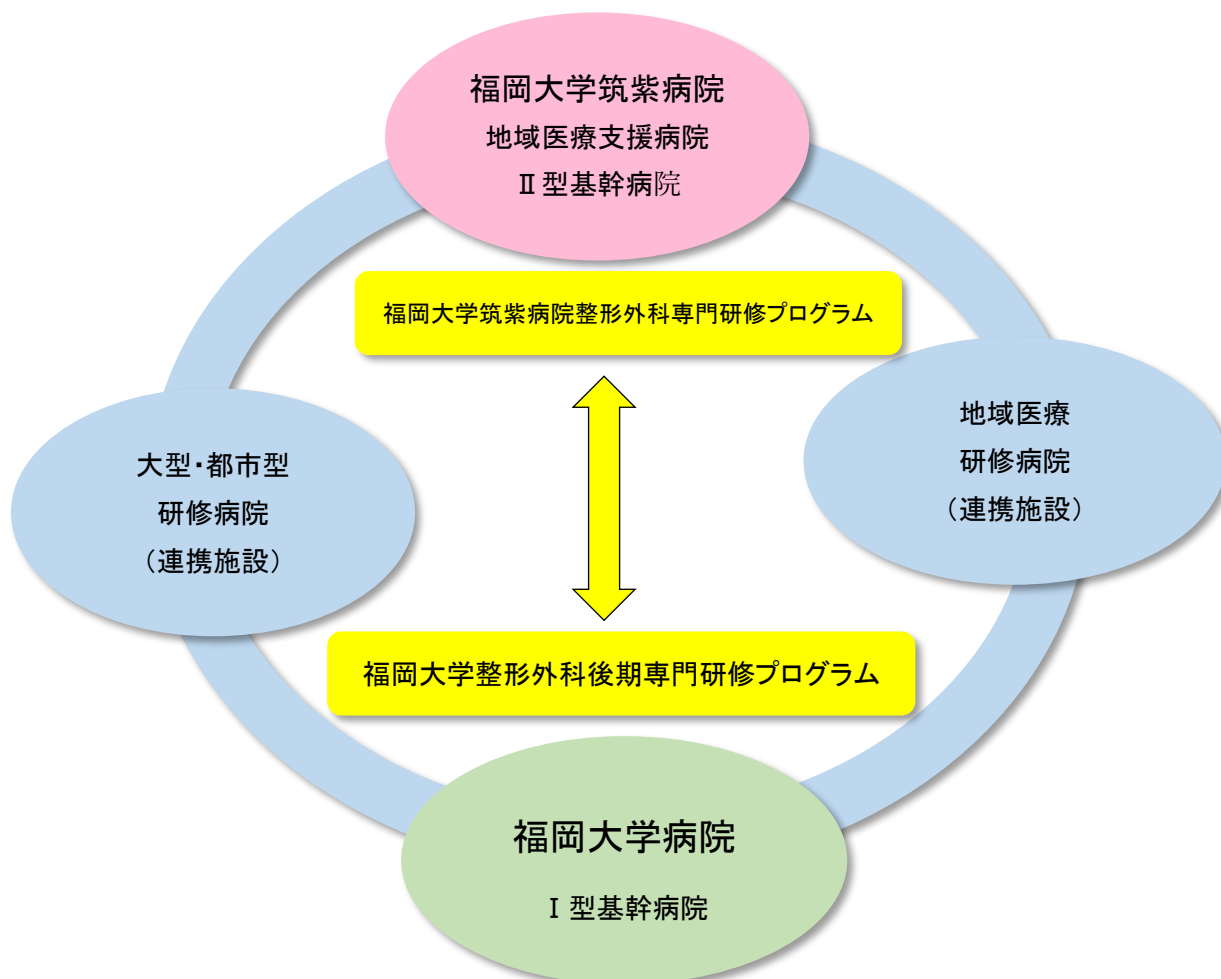 福岡大学筑紫病院
地域医療支援病院
Ⅱ型基幹病院
福岡大学筑紫病院整形外科専門研修プログラム
地域医療
研修病院
（連携施設）
大型・都市型
研修病院
（連携施設）
福岡大学整形外科後期専門研修プログラム
福岡大学病院
Ⅰ型基幹病院